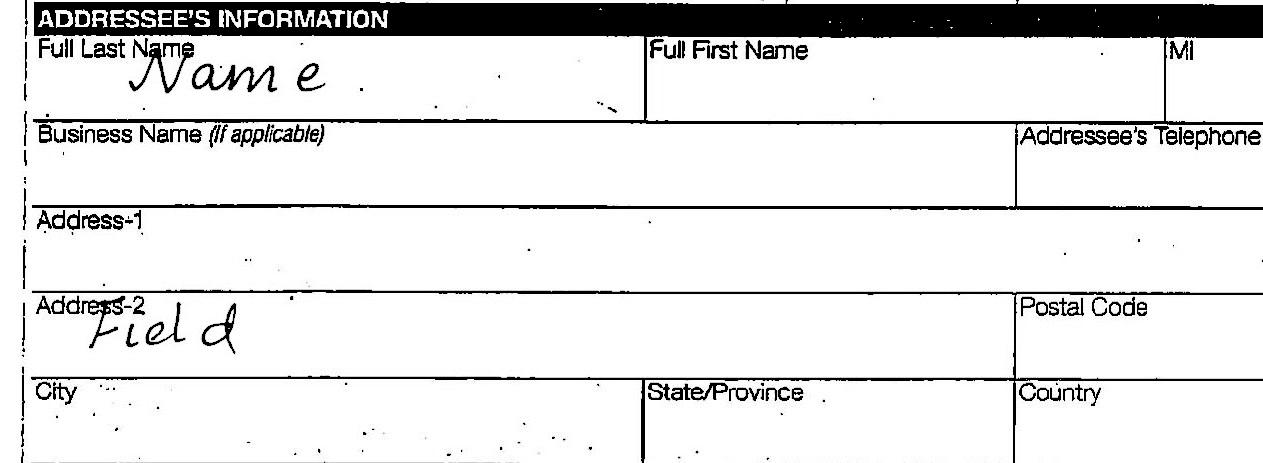 ADDRESSEE'S INFORMATION
Full Last Name Full First Name MI
Name
Business Name (If applicable) Addressee's Telephone
Address-1
Address-2 Postal Code
Field
City State/Province Country